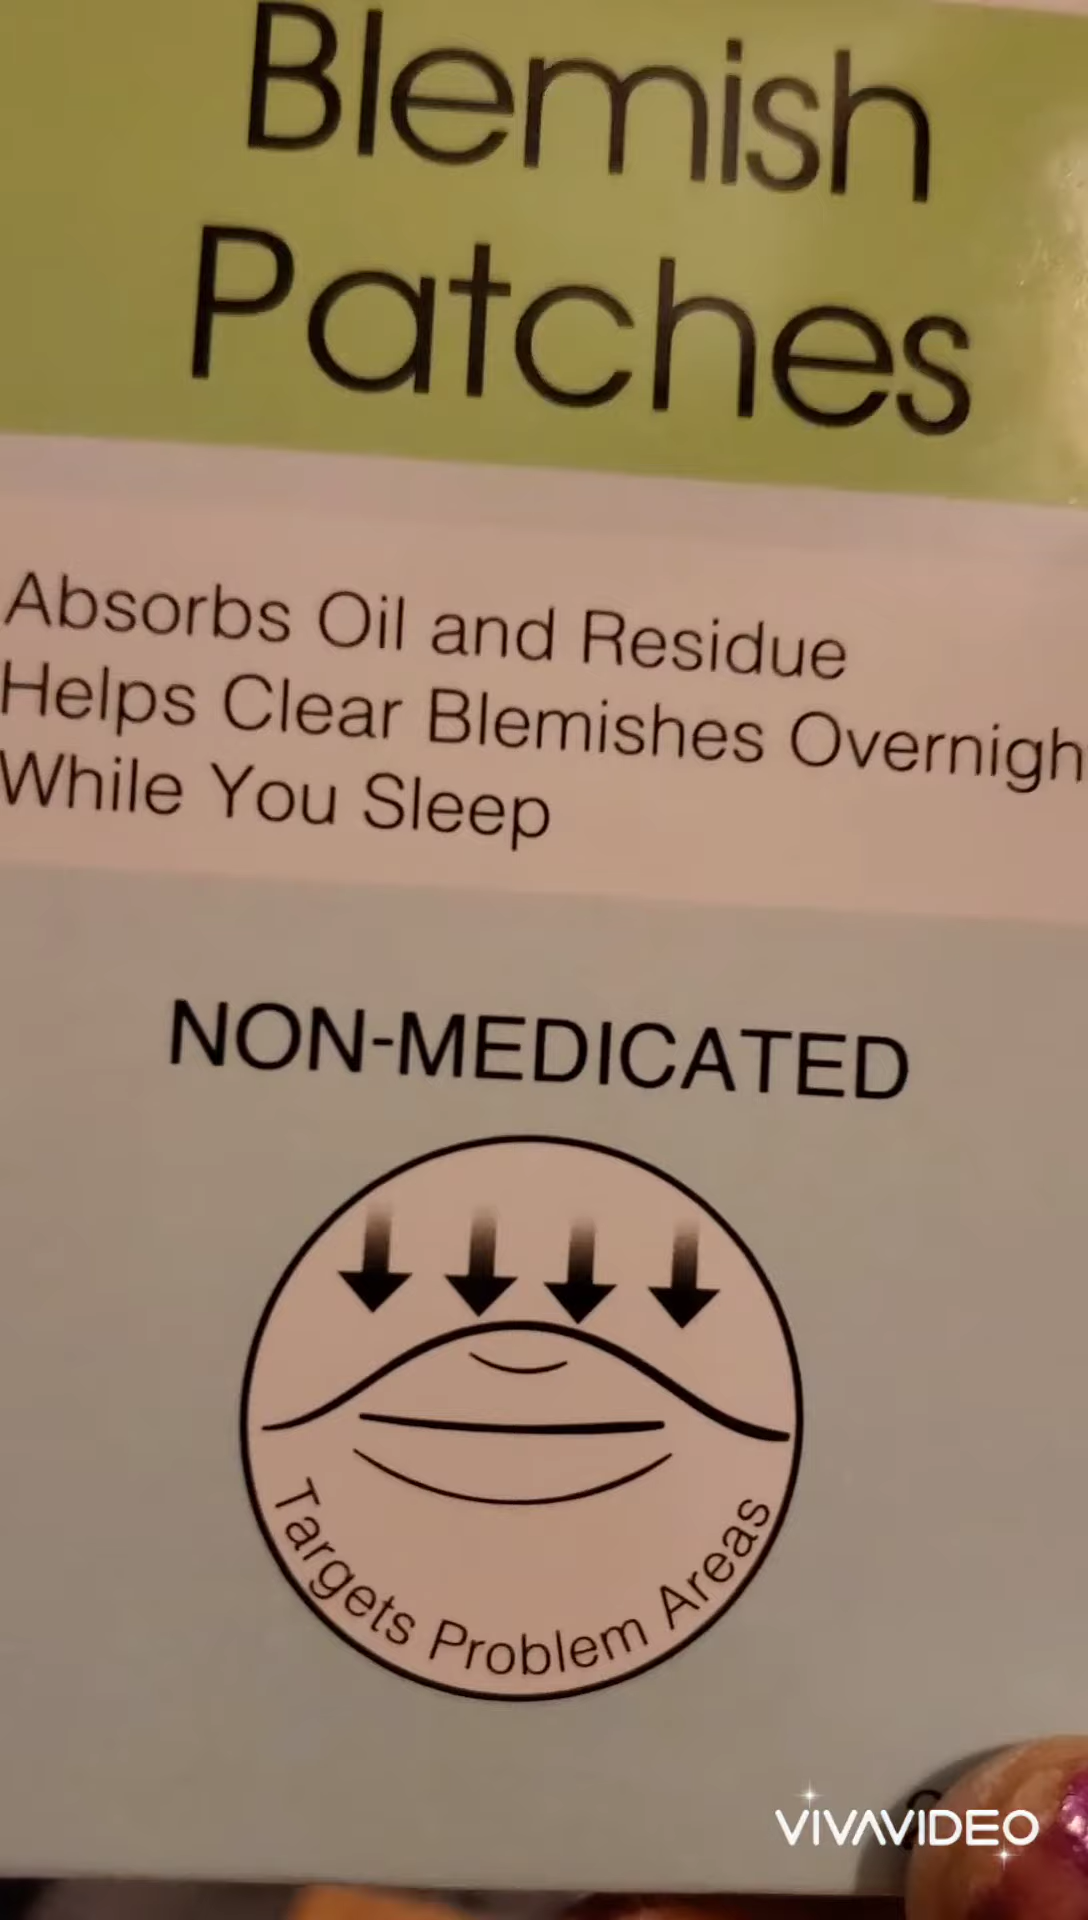 Blemish
Patches
Absorbs Oil and Residue
Helps Clear Blemishes Overnigh
While You Sleep
NON-MEDICATED
Targets Problem Areas
VIVAVIDEO